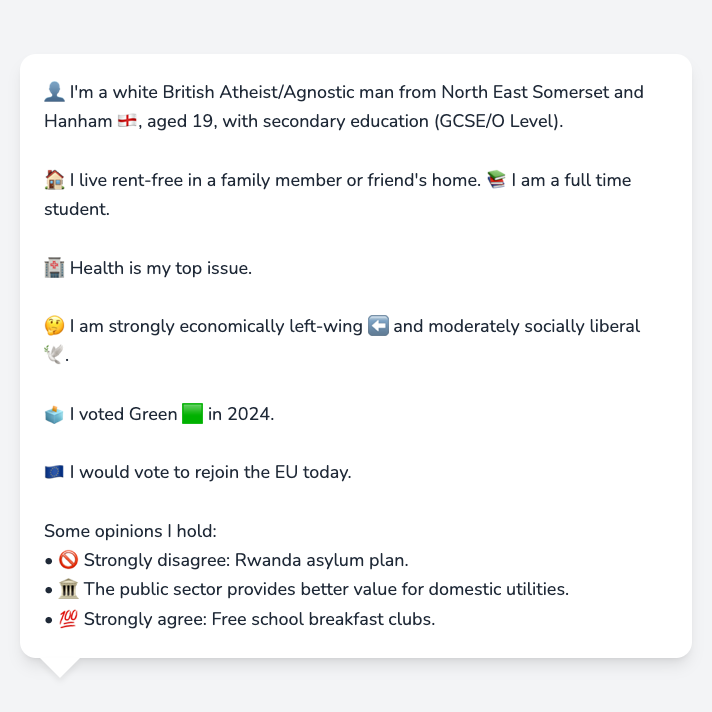 👤 I'm a white British Atheist/Agnostic man from North East Somerset and
Hanham 🏴󠁧󠁢󠁥󠁮󠁧󠁿, aged 19, with secondary education (GCSE/O Level).
🏠 I live rent-free in a family member or friend's home. 📚 I am a full time
student.
🏥 Health is my top issue.
🤔 I am strongly economically left-wing ⬅️ and moderately socially liberal
🕊️.
🗳️ I voted Green 🟩 in 2024.
🇪🇺 I would vote to rejoin the EU today.
Some opinions I hold:
• 🚫 Strongly disagree: Rwanda asylum plan.
• 🏛️ The public sector provides better value for domestic utilities.
• 💯 Strongly agree: Free school breakfast clubs.